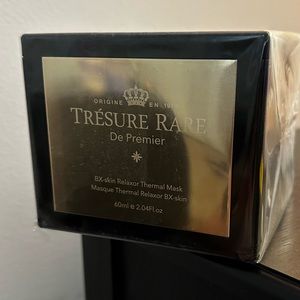 ORIGINE EN
TRÉSURE RARE
De Premier
BX-skin Relaxor Thermal Mask
Masque Thermal Relaxor BX-skin
60ml e 2.04Fl.oz